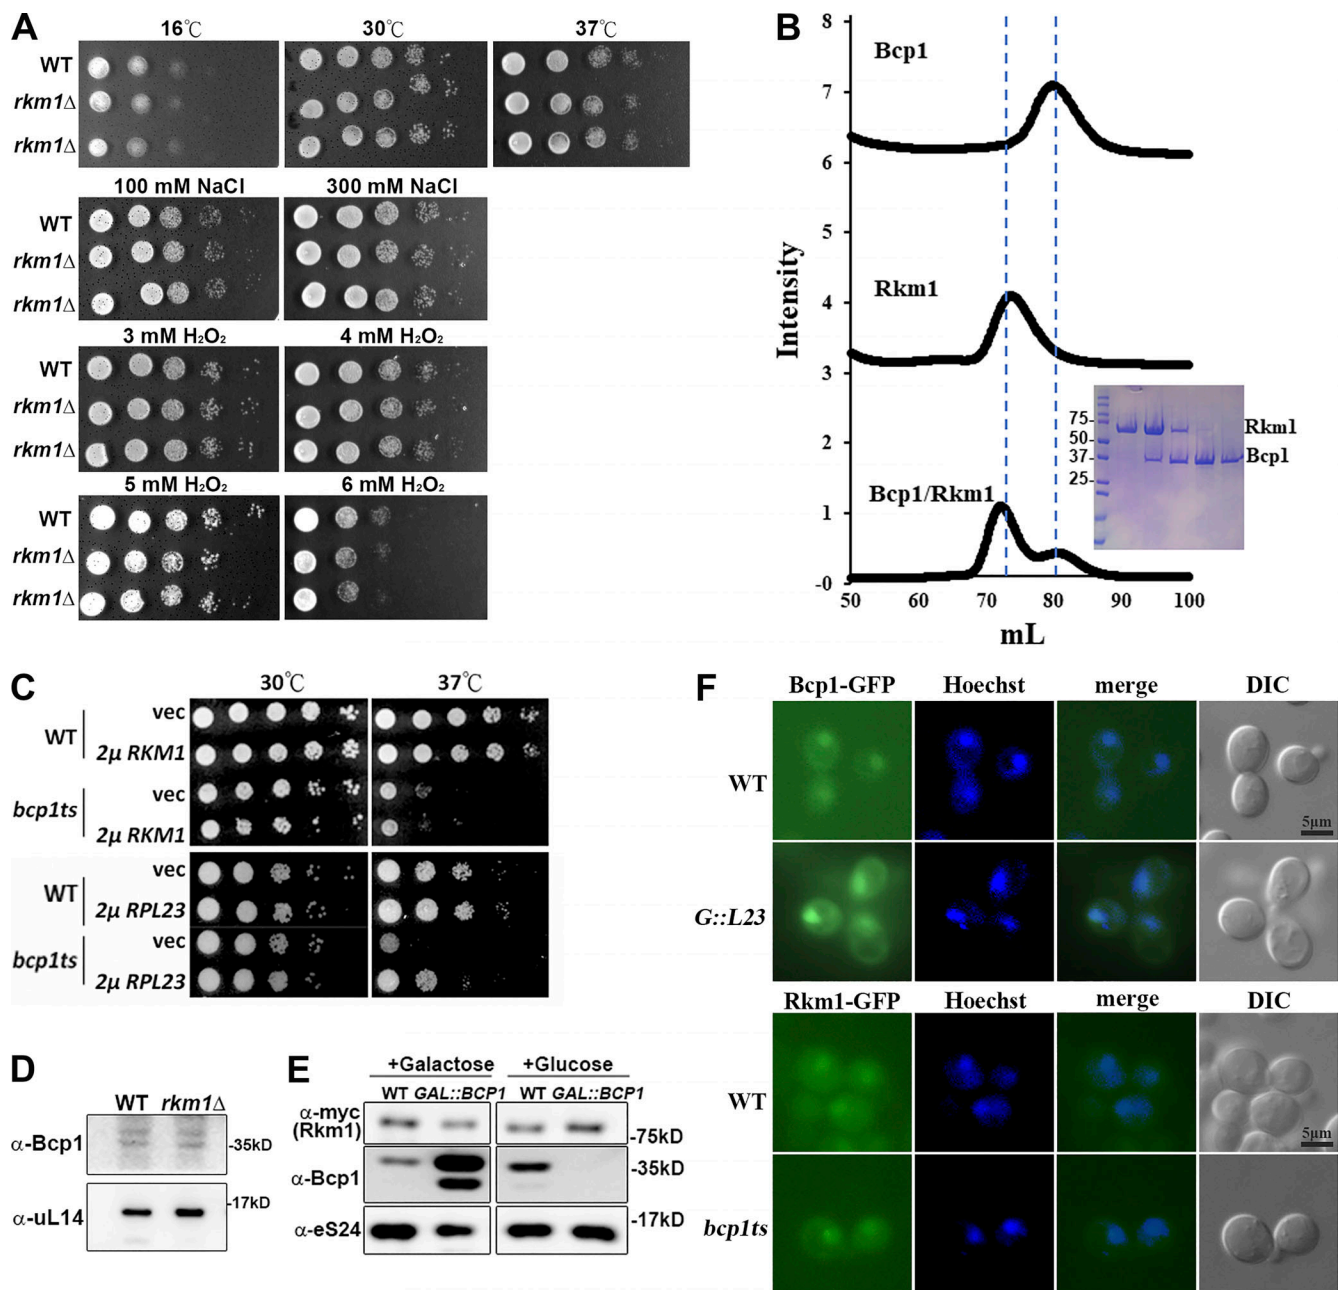 A
16℃ 30℃ 37℃
WT
rkm1Δ
rkm1Δ
100 mM NaCl 300 mM NaCl
WT
rkm1Δ
rkm1Δ
3 mM H₂O₂ 4 mM H₂O₂
WT
rkm1Δ
rkm1Δ
5 mM H₂O₂ 6 mM H₂O₂
WT
rkm1Δ
rkm1Δ
B
Intensity
8
7
6
5
4
3
2
1
-0
Bcp1
Rkm1
Bcp1/Rkm1
75-
50-
37-
25-
Rkm1
Bcp1
50 60 70 80 90 100
mL
C
30℃ 37℃
WT
vec
2µ RKM1
bcp1ts
vec
2µ RKM1
WT
vec
2µ RPL23
bcp1ts
vec
2µ RPL23
D
WT rkm1Δ
α-Bcp1 -35kD
α-uL14 -17kD
E
+Galactose +Glucose
WT GAL::BCP1 WT GAL::BCP1
α-myc
(Rkm1) -75kD
α-Bcp1 -35kD
α-eS24 -17kD
F
Bcp1-GFP Hoechst merge DIC
WT
5µm
G::L23
Rkm1-GFP Hoechst merge DIC
WT
5µm
bcp1ts